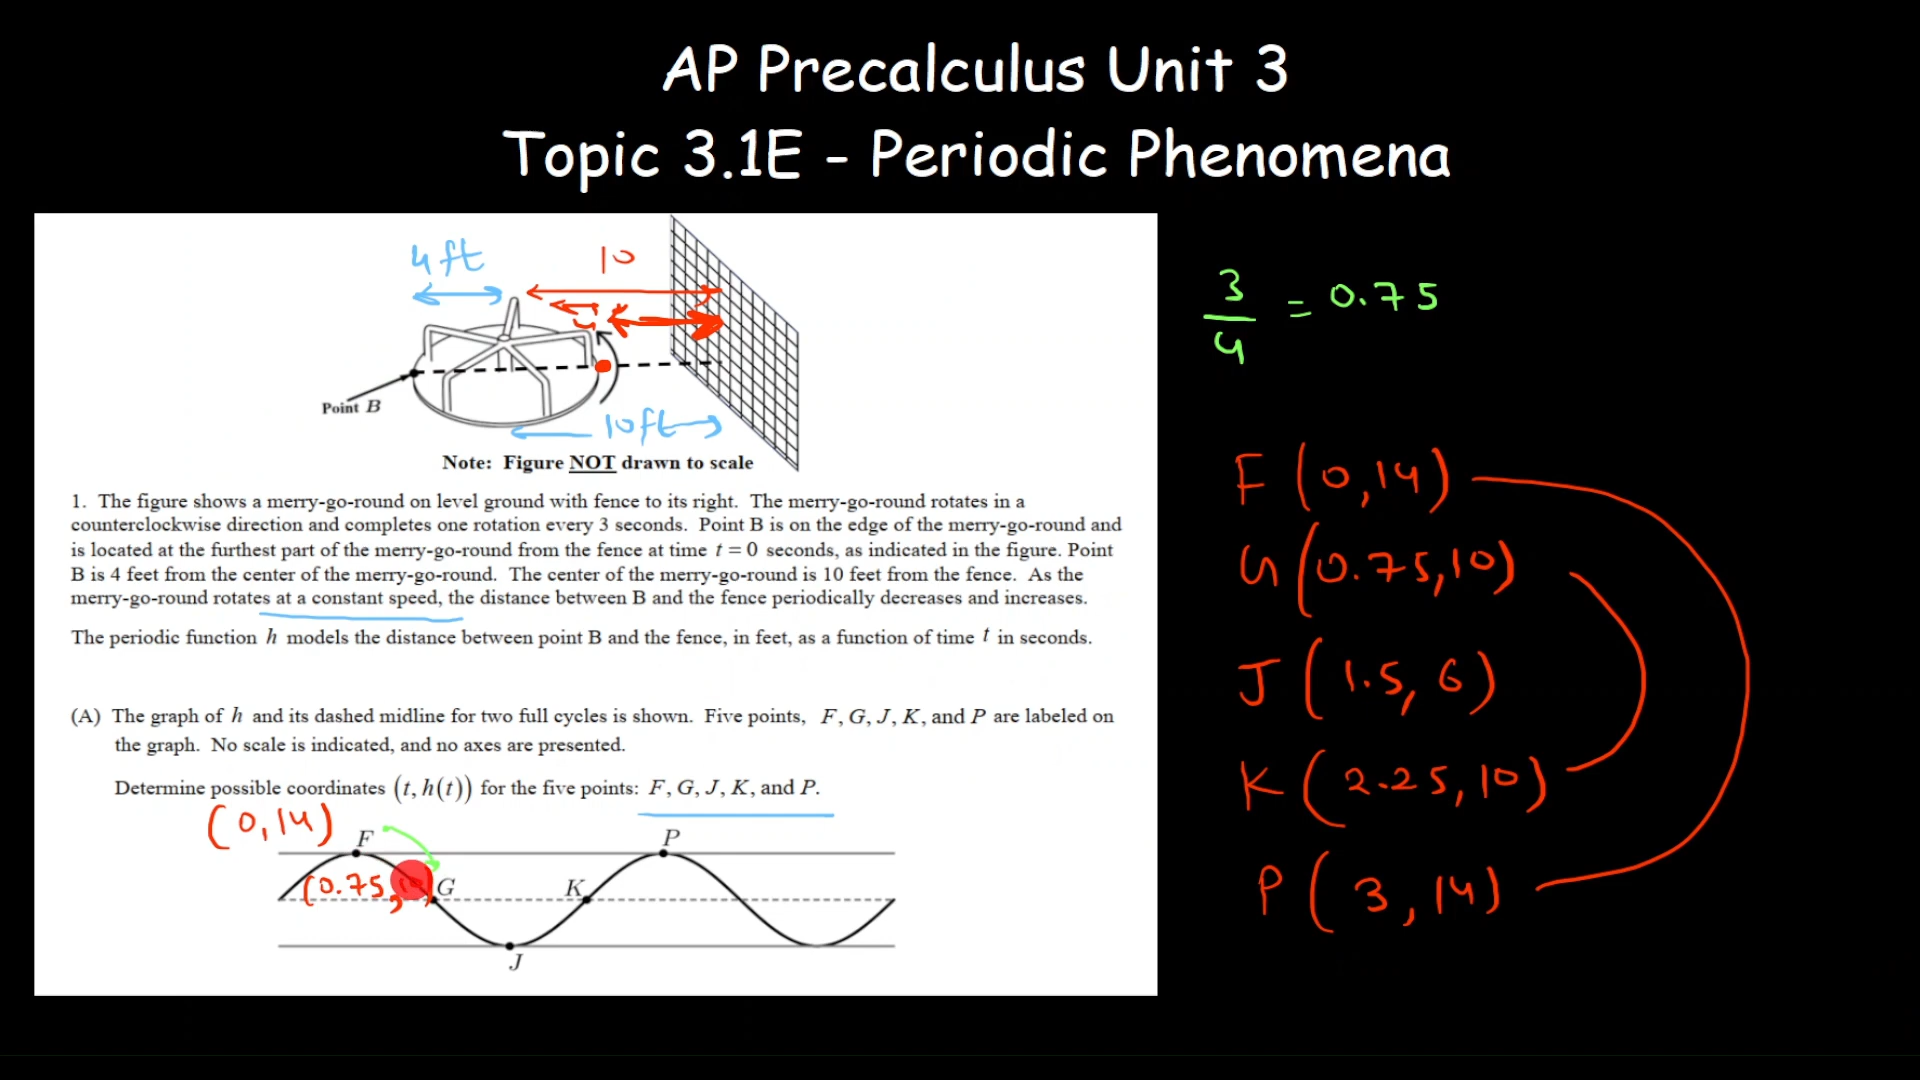 AP Precalculus Unit 3
Topic 3.1E - Periodic Phenomena
4 ft
10
4
Point B
10ft
Note: Figure NOT drawn to scale
1. The figure shows a merry-go-round on level ground with fence to its right. The merry-go-round rotates in a
counterclockwise direction and completes one rotation every 3 seconds. Point B is on the edge of the merry-go-round and
is located at the furthest part of the merry-go-round from the fence at time t = 0 seconds, as indicated in the figure. Point
B is 4 feet from the center of the merry-go-round. The center of the merry-go-round is 10 feet from the fence. As the
merry-go-round rotates at a constant speed, the distance between B and the fence periodically decreases and increases.
The periodic function h models the distance between point B and the fence, in feet, as a function of time t in seconds.
(A) The graph of h and its dashed midline for two full cycles is shown. Five points, F, G, J, K, and P are labeled on
the graph. No scale is indicated, and no axes are presented.
Determine possible coordinates (t, h(t)) for the five points: F, G, J, K, and P.
(0,14)
F
P
(0.75,10)
G
K
J
3/4 = 0.75
F (0,14)
G (0.75,10)
J (1.5, 6)
K (2.25,10)
P (3,14)